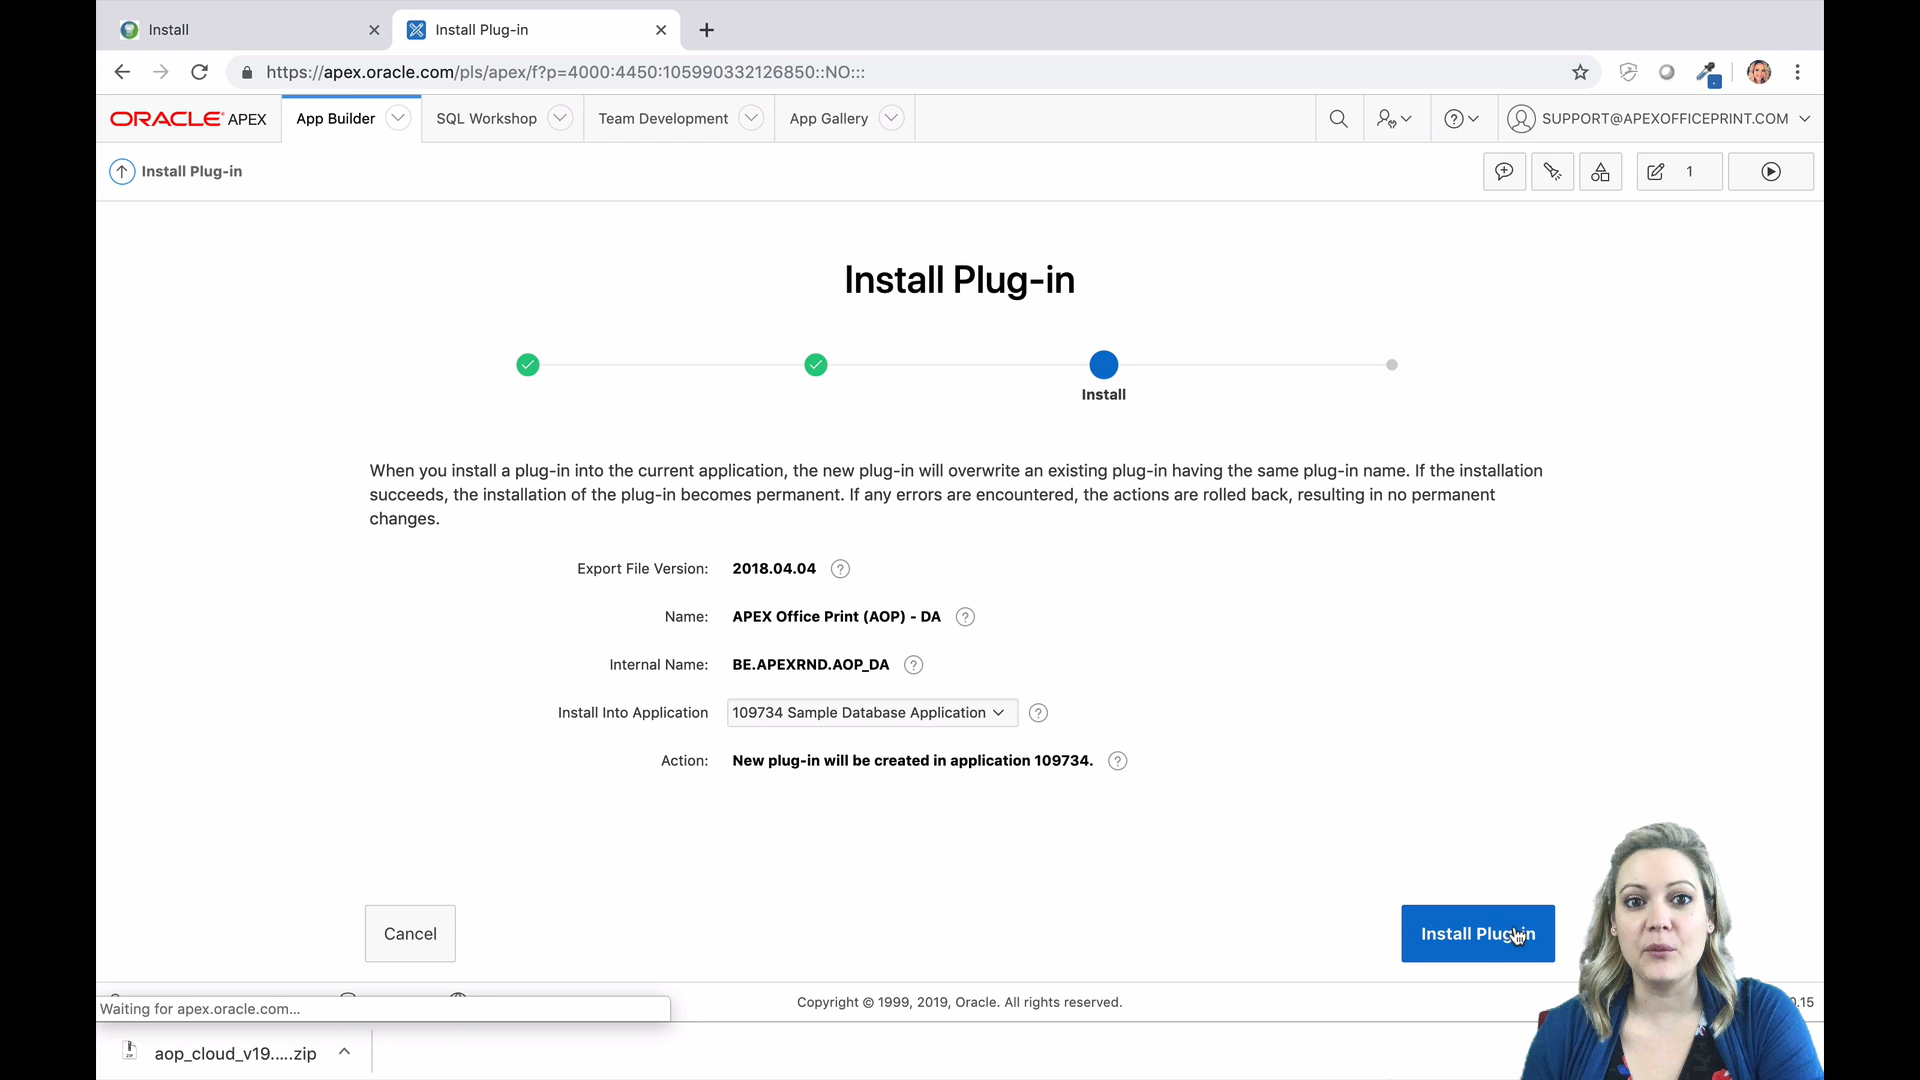 Install
Install Plug-in
https://apex.oracle.com/pls/apex/f?p=4000:4450:105990332126850::NO:::
ORACLE APEX
App Builder
SQL Workshop
Team Development
App Gallery
SUPPORT@APEXOFFICEPRINT.COM
Install Plug-in
1
Install Plug-in
Install
When you install a plug-in into the current application, the new plug-in will overwrite an existing plug-in having the same plug-in name. If the installation
succeeds, the installation of the plug-in becomes permanent. If any errors are encountered, the actions are rolled back, resulting in no permanent
changes.
Export File Version: 2018.04.04
Name: APEX Office Print (AOP) - DA
Internal Name: BE.APEXRND.AOP_DA
Install Into Application 109734 Sample Database Application
Action: New plug-in will be created in application 109734.
Cancel
Install Plug-in
Waiting for apex.oracle.com...
Copyright © 1999, 2019, Oracle. All rights reserved.
.15
aop_cloud_v19.....zip